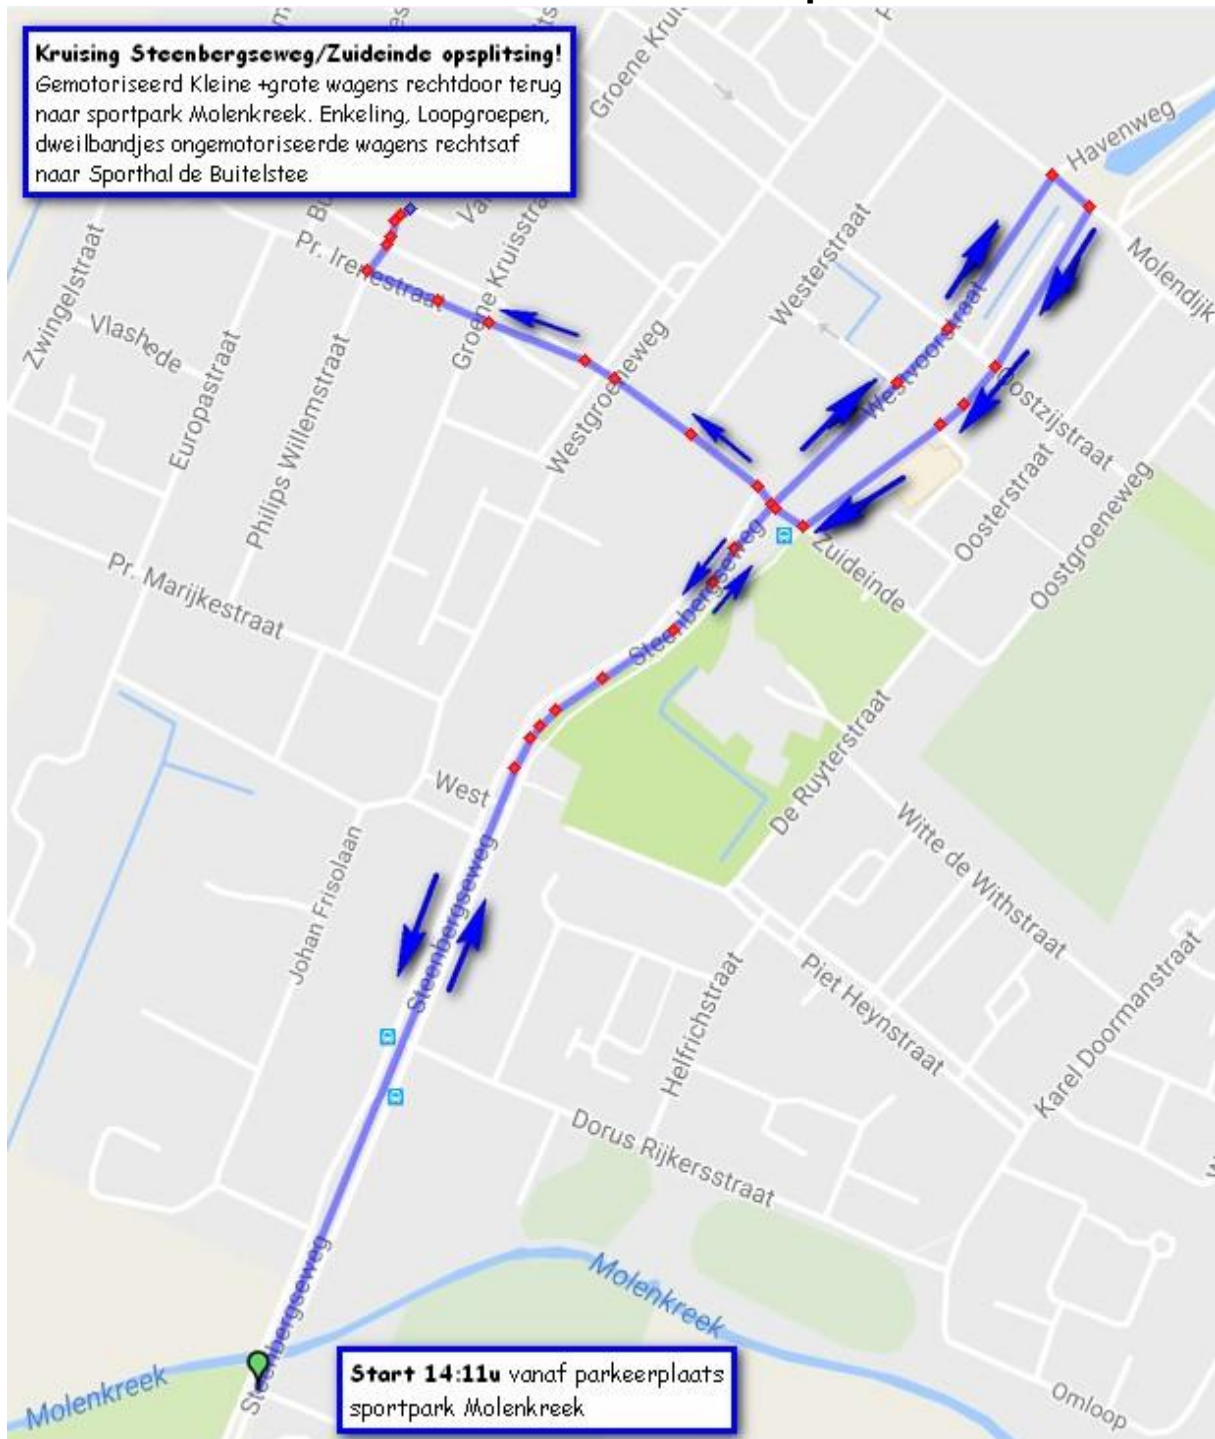 Kruising Steenbergseweg/Zuideinde opsplitsing!
Gemotoriseerd Kleine +grote wagens rechtdoor terug
naar sportpark Molenkreek. Enkeling, Loopgroepen,
dweilbandjes ongemotoriseerde wagens rechtsaf
naar Sporthal de Buitelstee
Groene Krui
Havenweg
Molendijk
Pr. Irenestraat
Groene Kruisstra
Westerstraat
Zwingelstraat
Vlashede
Europastraat
Philips Willemstraat
Westgroeneweg
Westvoorstraat
Oostzijstraat
Oosterstraat
Oostgroeneweg
Zuideinde
Pr. Marijkestraat
Steenbergseweg
De Ruyterstraat
West
Witte de Withstraat
Johan Frisolaan
Steenbergseweg
Helfrichstraat
Piet Heynstraat
Karel Doormanstraat
Dorus Rijkersstraat
Steenbergseweg
Molenkreek
Molenkreek
Omloop
Start 14:11u vanaf parkeerplaats
sportpark Molenkreek